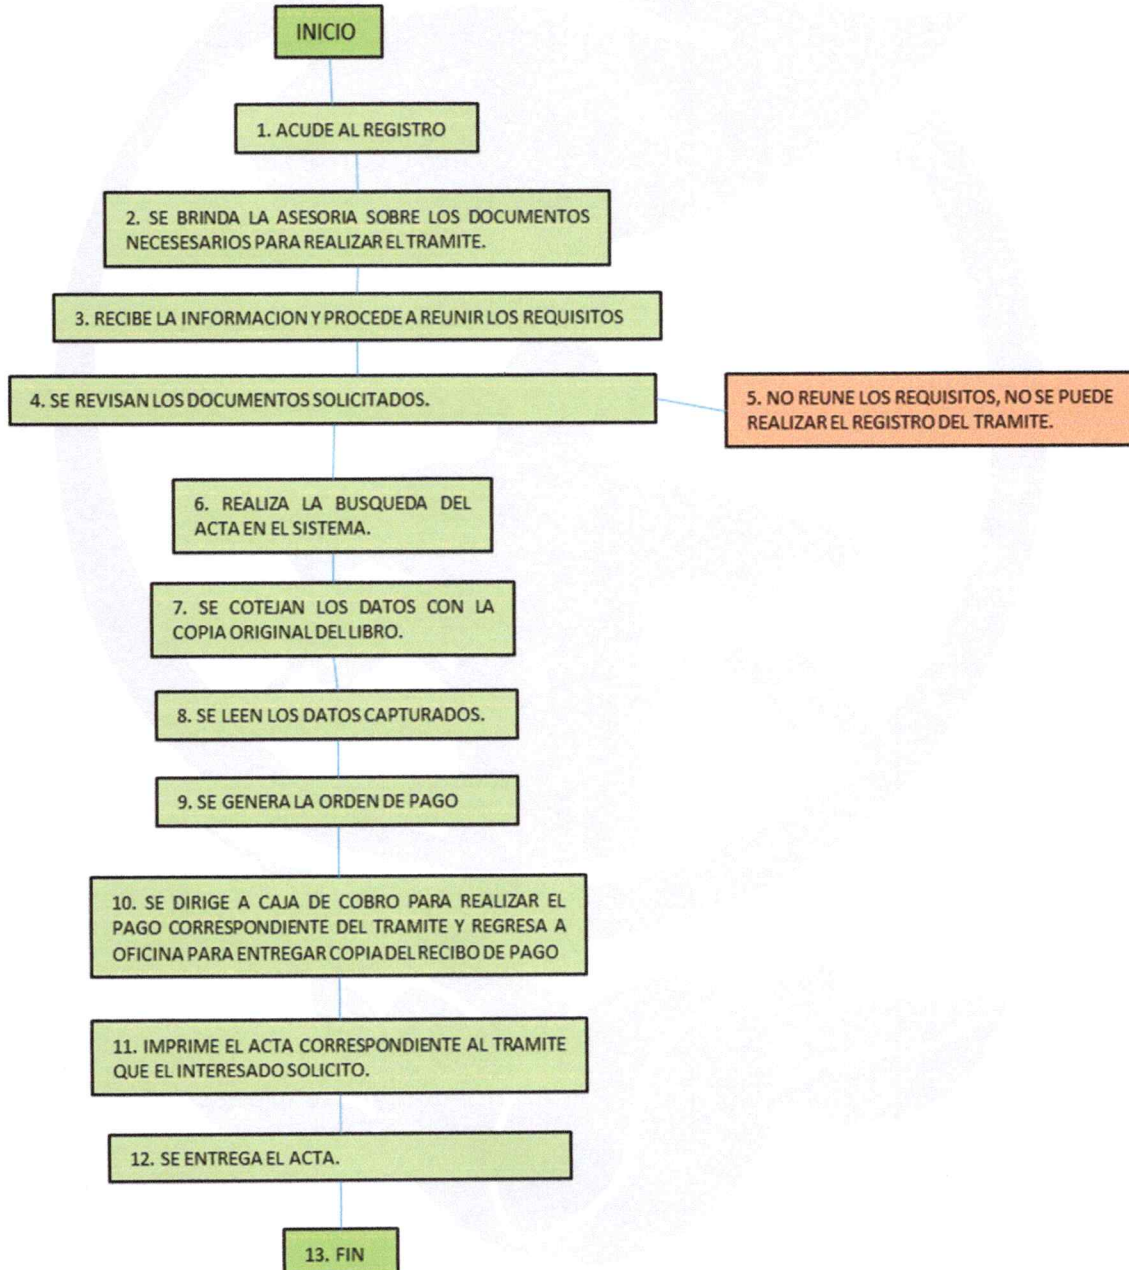 INICIO
1. ACUDE AL REGISTRO
2. SE BRINDA LA ASESORIA SOBRE LOS DOCUMENTOS
NECESESARIOS PARA REALIZAR EL TRAMITE.
3. RECIBE LA INFORMACION Y PROCEDE A REUNIR LOS REQUISITOS
4. SE REVISAN LOS DOCUMENTOS SOLICITADOS.
5. NO REUNE LOS REQUISITOS, NO SE PUEDE
REALIZAR EL REGISTRO DEL TRAMITE.
6. REALIZA LA BUSQUEDA DEL
ACTA EN EL SISTEMA.
7. SE COTEJAN LOS DATOS CON LA
COPIA ORIGINAL DEL LIBRO.
8. SE LEEN LOS DATOS CAPTURADOS.
9. SE GENERA LA ORDEN DE PAGO
10. SE DIRIGE A CAJA DE COBRO PARA REALIZAR EL
PAGO CORRESPONDIENTE DEL TRAMITE Y REGRESA A
OFICINA PARA ENTREGAR COPIA DEL RECIBO DE PAGO
11. IMPRIME EL ACTA CORRESPONDIENTE AL TRAMITE
QUE EL INTERESADO SOLICITO.
12. SE ENTREGA EL ACTA.
13. FIN